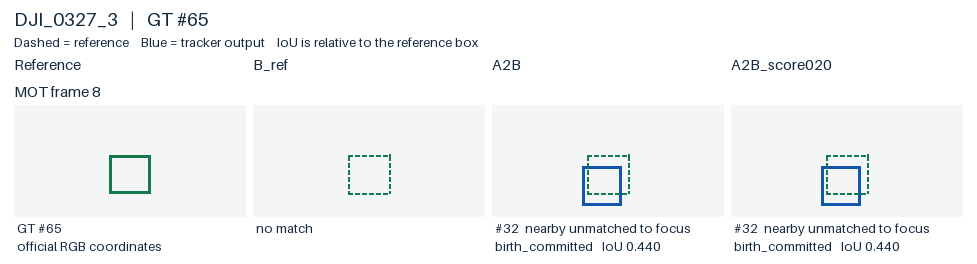 DJI_0327_3 | GT #65
Dashed = reference Blue = tracker output IoU is relative to the reference box
Reference B_ref A2B A2B_score020
MOT frame 8
GT #65 no match #32 nearby unmatched to focus #32 nearby unmatched to focus
official RGB coordinates birth_committed IoU 0.440 birth_committed IoU 0.440